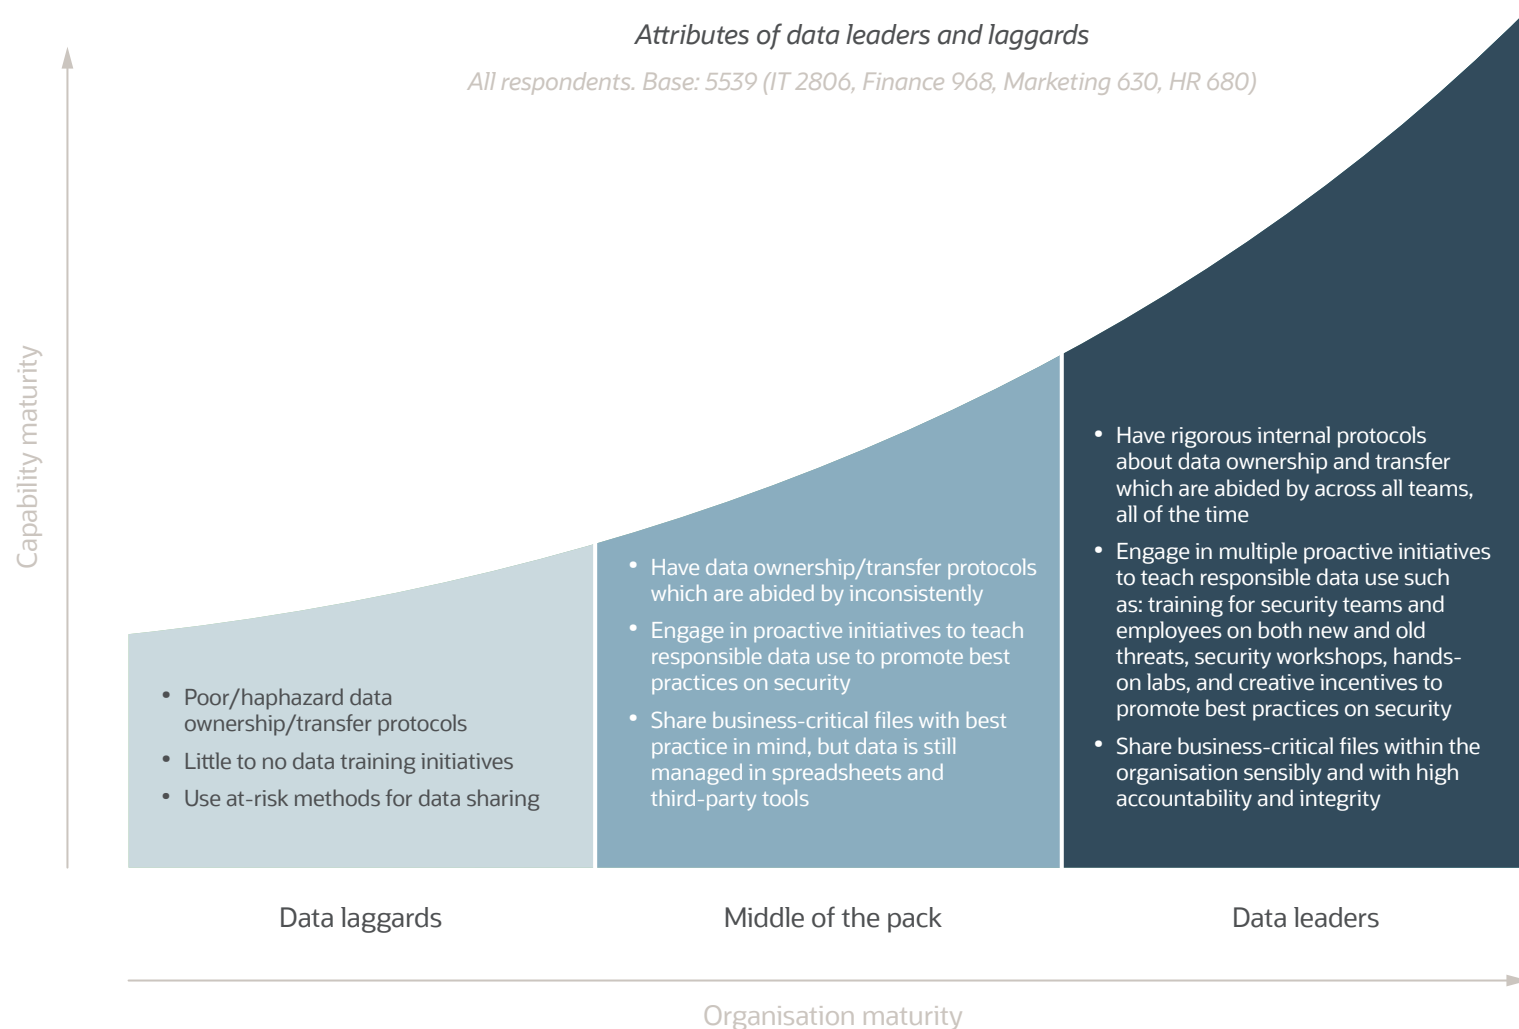 Attributes of data leaders and laggards
All respondents. Base: 5539 (IT 2806, Finance 968, Marketing 630, HR 680)
Capability maturity
• Poor/haphazard data
ownership/transfer protocols
• Little to no data training initiatives
• Use at-risk methods for data sharing
• Have data ownership/transfer protocols
which are abided by inconsistently
• Engage in proactive initiatives to teach
responsible data use to promote best
practices on security
• Share business-critical files with best
practice in mind, but data is still
managed in spreadsheets and
third-party tools
• Have rigorous internal protocols
about data ownership and transfer
which are abided by across all teams,
all of the time
• Engage in multiple proactive initiatives
to teach responsible data use such
as: training for security teams and
employees on both new and old
threats, security workshops, hands-
on labs, and creative incentives to
promote best practices on security
• Share business-critical files within the
organisation sensibly and with high
accountability and integrity
Data laggards
Middle of the pack
Data leaders
Organisation maturity